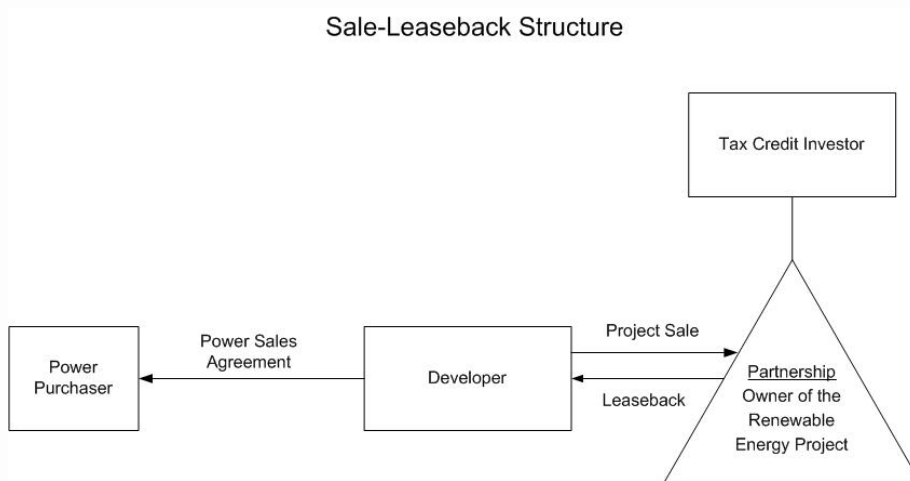 Sale-Leaseback Structure
Tax Credit Investor
Power Sales
Agreement
Project Sale
Power
Purchaser
Developer
Leaseback
Partnership
Owner of the
Renewable
Energy Project